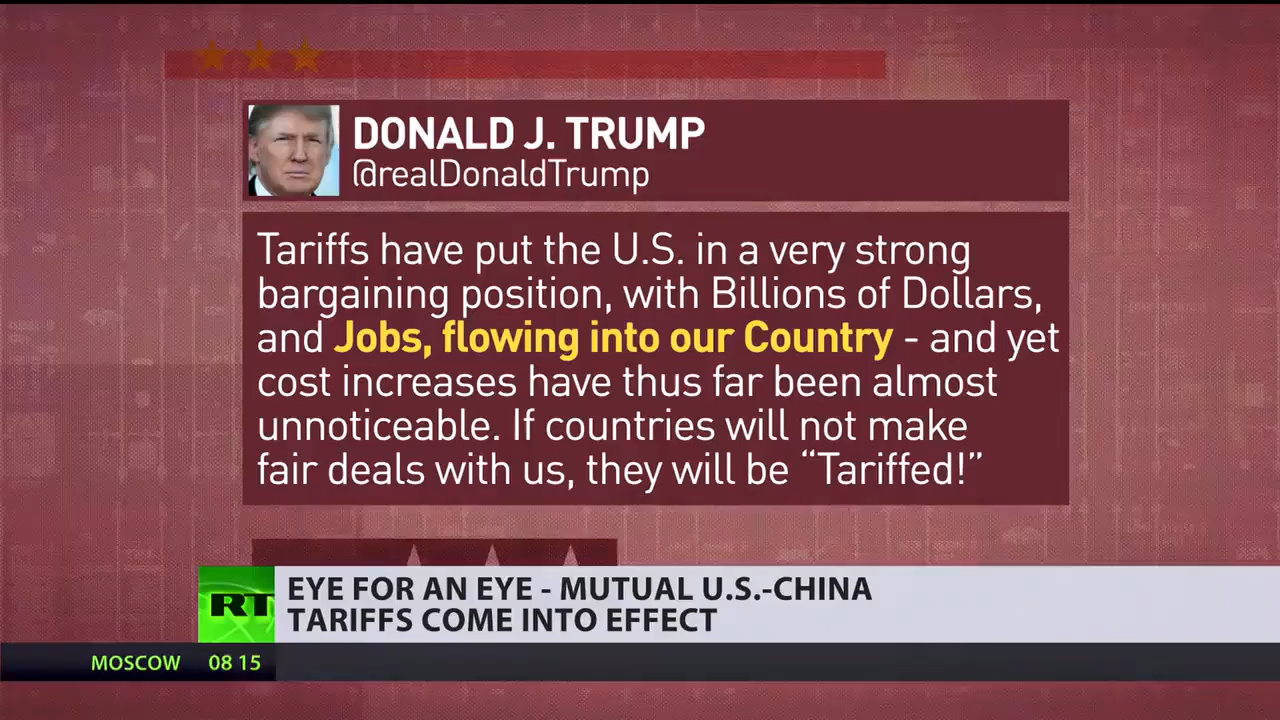 DONALD J. TRUMP
@realDonaldTrump
Tariffs have put the U.S. in a very strong
bargaining position, with Billions of Dollars,
and Jobs, flowing into our Country - and yet
cost increases have thus far been almost
unnoticeable. If countries will not make
fair deals with us, they will be “Tariffed!”
RT
EYE FOR AN EYE - MUTUAL U.S.-CHINA
TARIFFS COME INTO EFFECT
MOSCOW 08 15